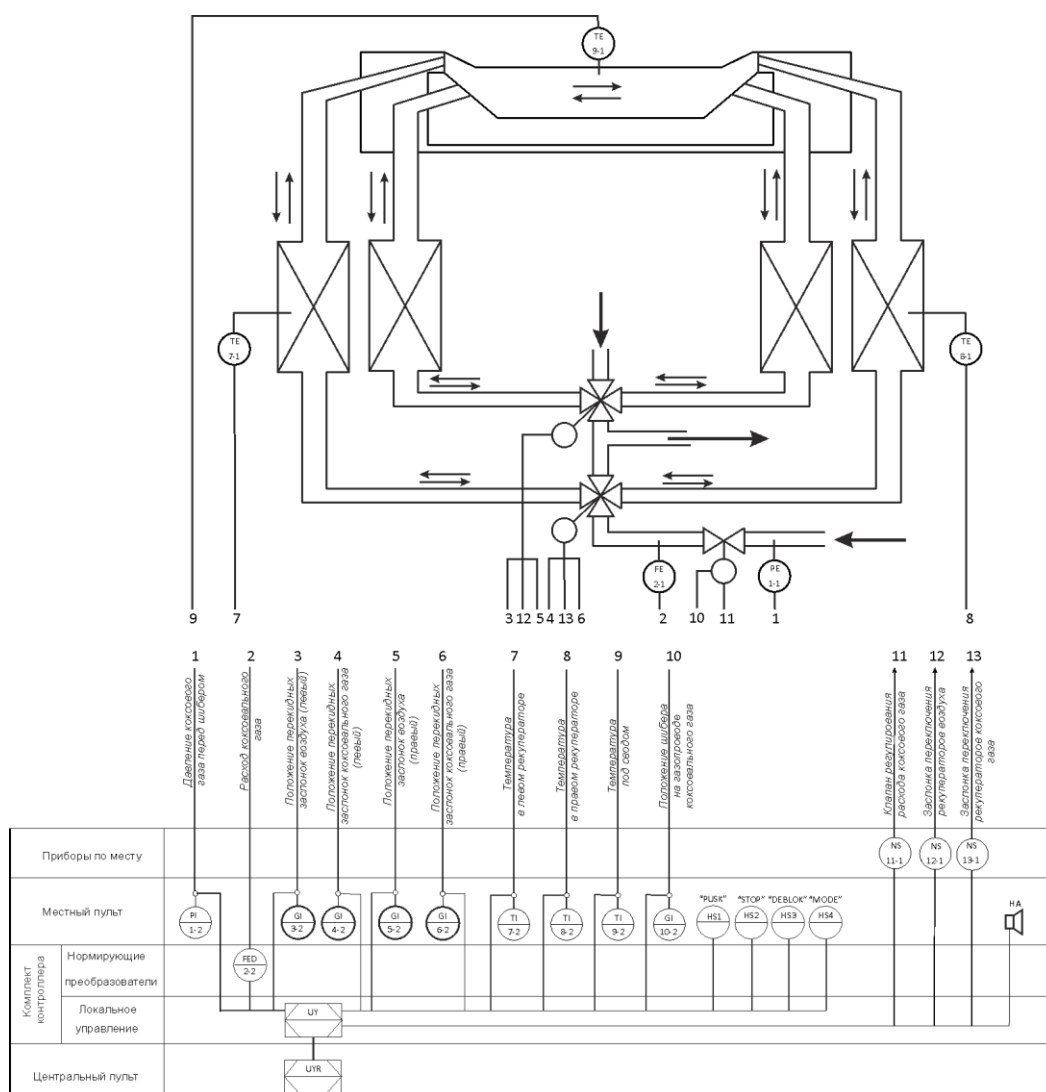 TE
9-1
TE
7-1
TE
8-1
FE
2-1
PE
1-1
9
7
3
12
5
4
13
6
2
10
11
1
8
1
2
3
4
5
6
7
8
9
10
11
12
13
Давление коксового
газа перед шибером
Расход коксовального
газа
Положение перекидных
заслонок воздуха (левый)
Положение перекидных
заслонок коксовального газа
(левый)
Положение перекидных
заслонок воздуха
(правый)
Положение перекидных
заслонок коксовального газа
(правый)
Температура
в левом рекуператоре
Температура
в правом рекуператоре
Температура
под сводом
Положение шибера
на газопроводе
коксовального газа
Клапан регулирования
расхода коксового газа
Заслонка переключения
рекуператоров воздуха
Заслонка переключения
рекуператоров коксового
газа
Приборы по месту
NS
11-1
NS
12-1
NS
13-1
Местный пульт
PI
1-2
GI
3-2
GI
4-2
GI
5-2
GI
6-2
TI
7-2
TI
8-2
TI
9-2
GI
10-2
"PUSK"
HS1
"STOP"
HS2
"DEBLOK"
HS3
"MODE"
HS4
HA
Комплект
контроллера
Нормирующие
преобразователи
FED
2-2
Локальное
управление
UY
Центральный пульт
UYR